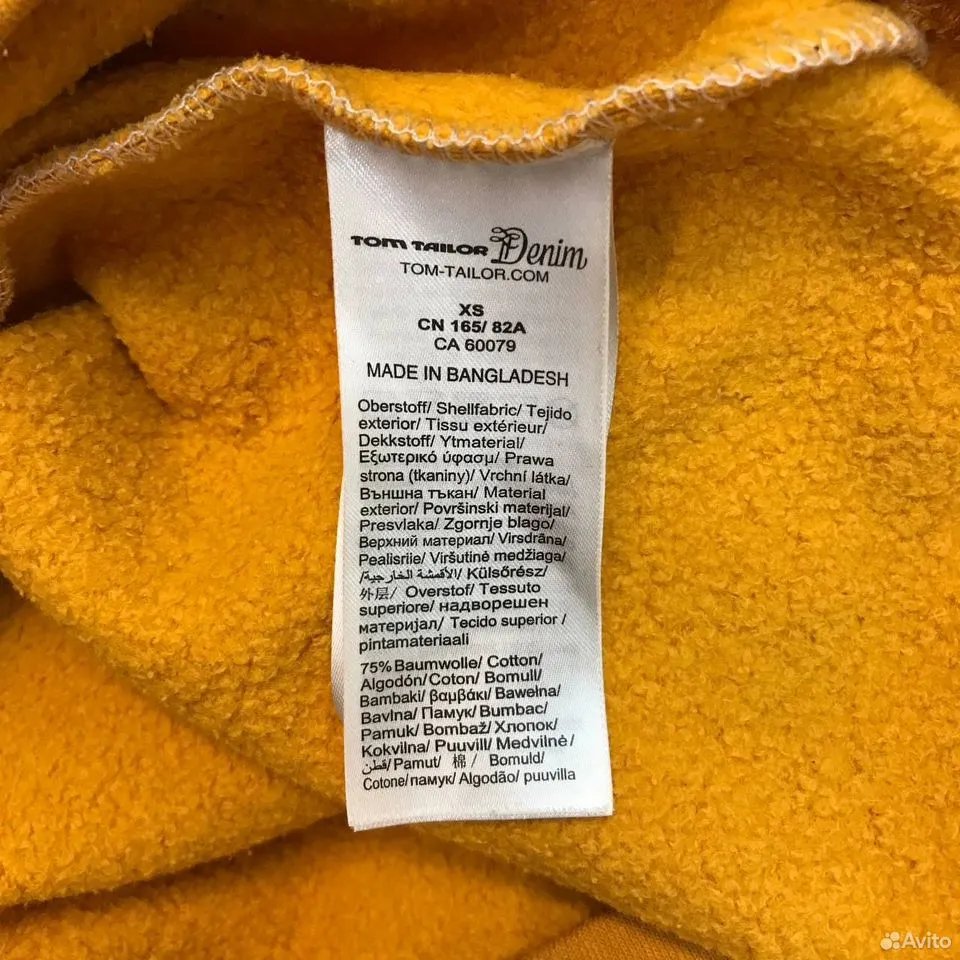 TOM TAILOR Denim
TOM-TAILOR.COM
XS
CN 165/ 82A
CA 60079
MADE IN BANGLADESH
Oberstoff/ Shellfabric/ Tejido
exterior/ Tissu extérieur/
Dekkstoff/ Ytmaterial/
Εξωτερικό ύφασμ/ Prawa
strona (tkaniny)/ Vrchní látka/
Външна тъкан/ Material
exterior/ Površinski materijal/
Presvlaka/ Zgornje blago/
Верхний материал/ Virsdrāna/
Pealisriie/ Viršutinė medžiaga/
الأقمشة الخارجية/ Külsőrész/
外层/ Overstof/ Tessuto
superiore/ надворешен
материјал/ Tecido superior /
pintamateriaali
75% Baumwolle/ Cotton/
Algodón/ Coton/ Bomull/
Bambaki/ βαμβάκι/ Bawełna/
Bavlna/ Памук/ Bumbac/
Pamuk/ Bombaž/ Хлопок/
Kokvilna/ Puuvill/ Medvilnė/
قطن/ Pamut/ 棉/ Bomuld/
Cotone/ памук/ Algodão/ puuvilla
Avito